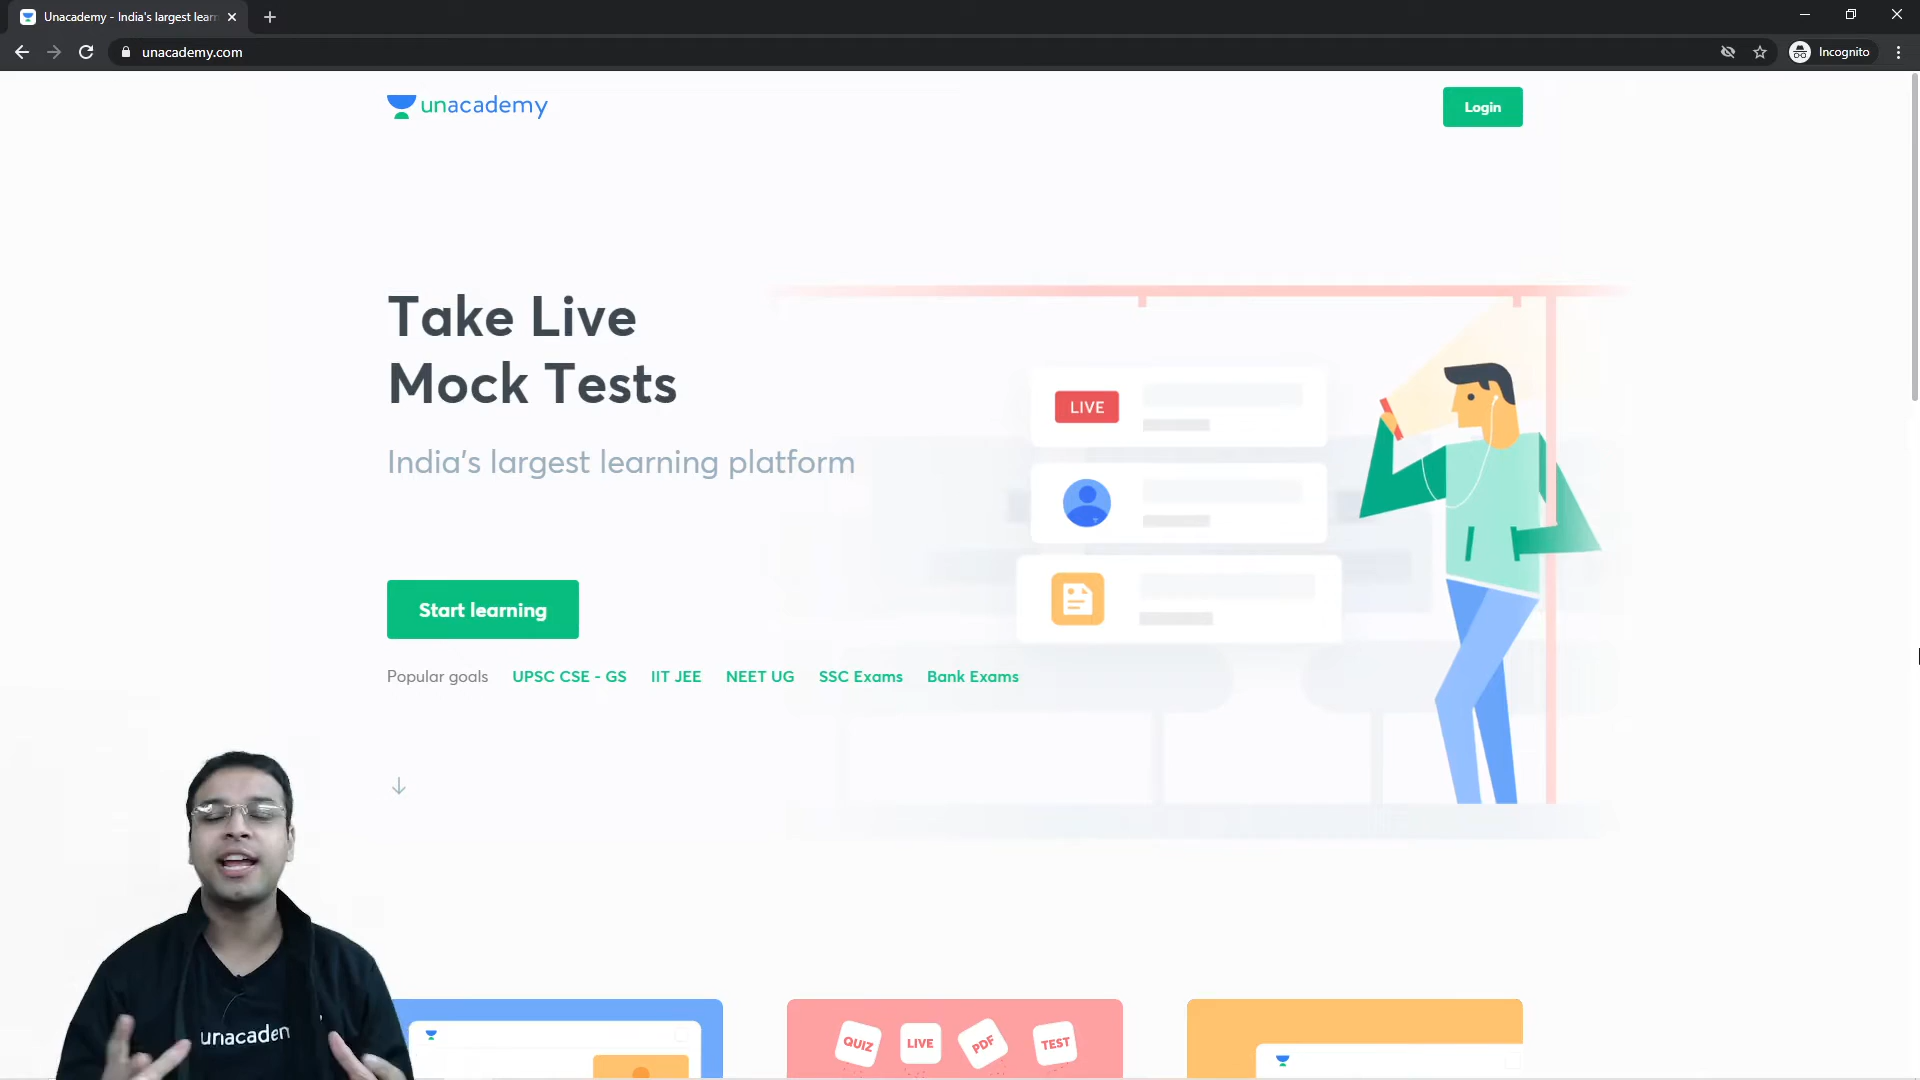 Unacademy - India's largest lear
unacademy.com
Incognito
unacademy
Login
Take Live
Mock Tests
India's largest learning platform
LIVE
Start learning
Popular goals UPSC CSE - GS IIT JEE NEET UG SSC Exams Bank Exams
QUIZ LIVE PDF TEST
unacadem